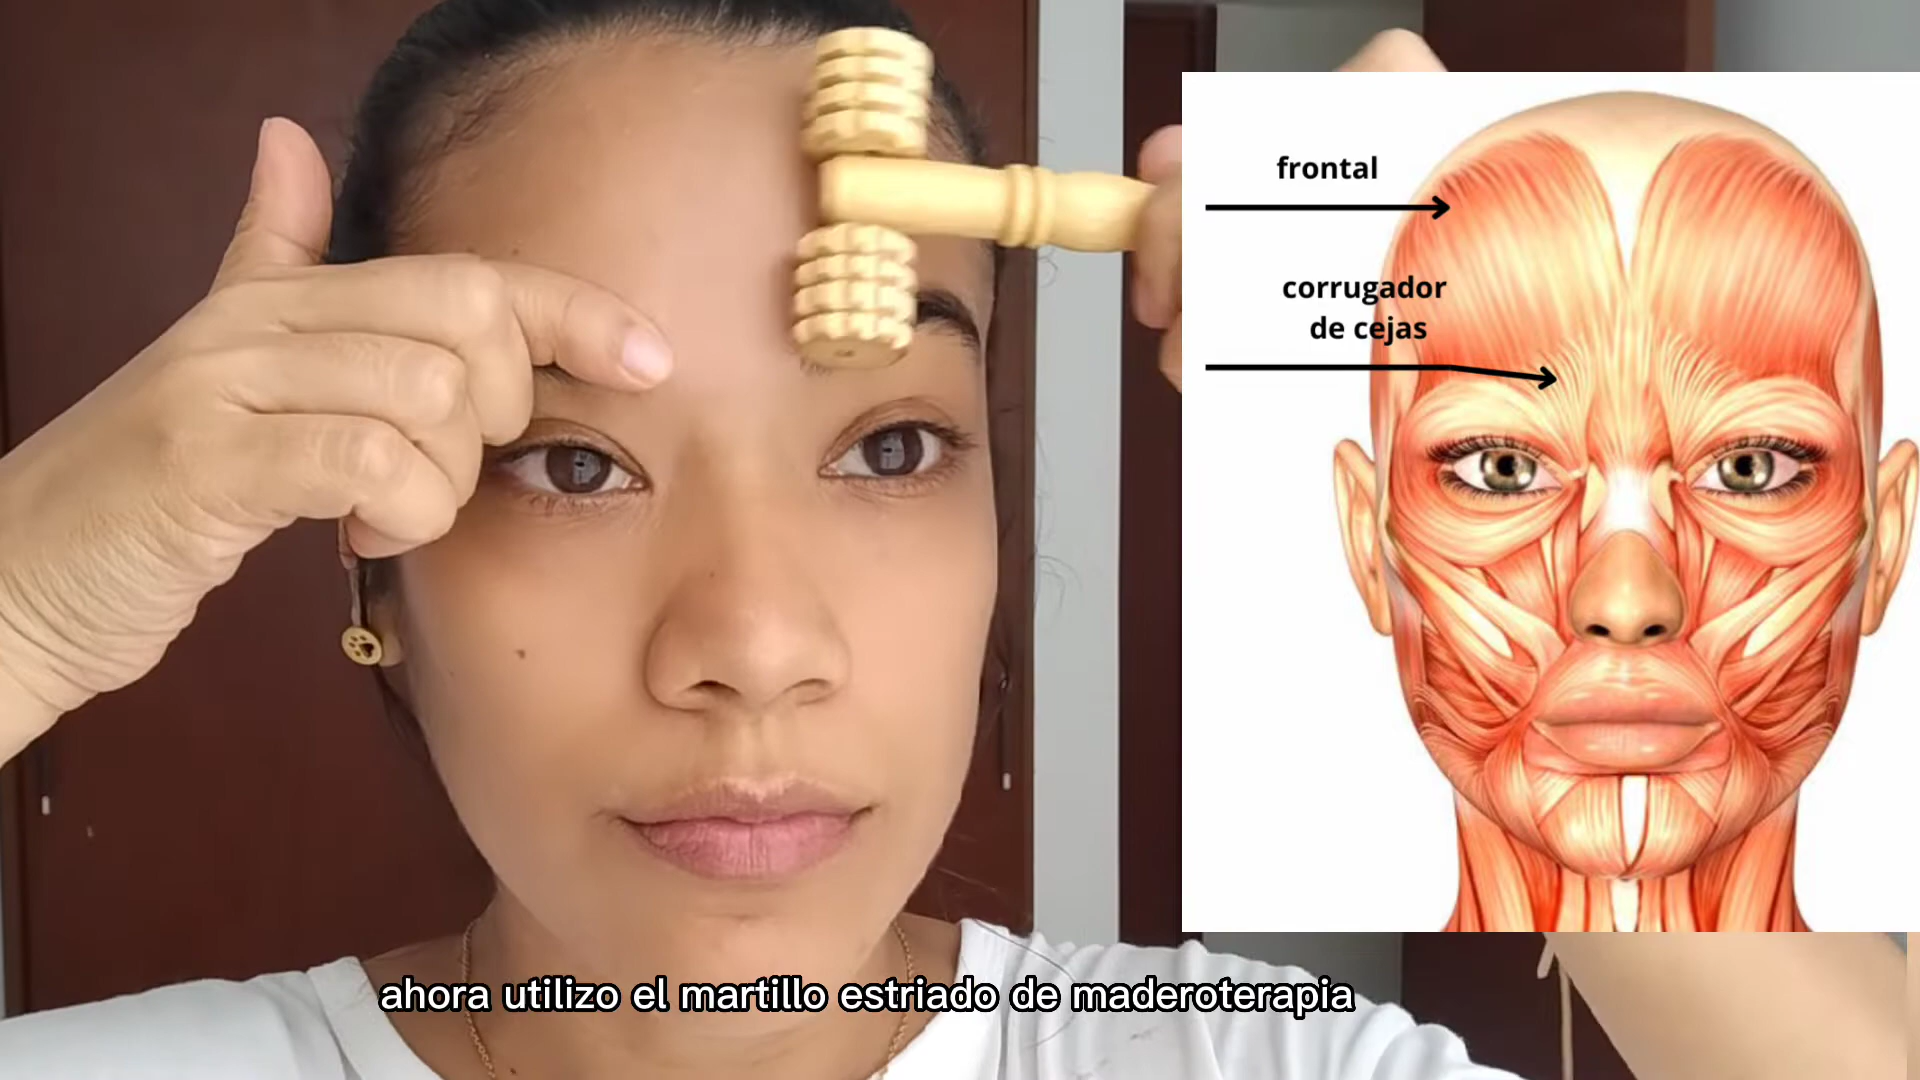 frontal
corrugador
de cejas
ahora utilizo el martillo estriado de maderoterapia